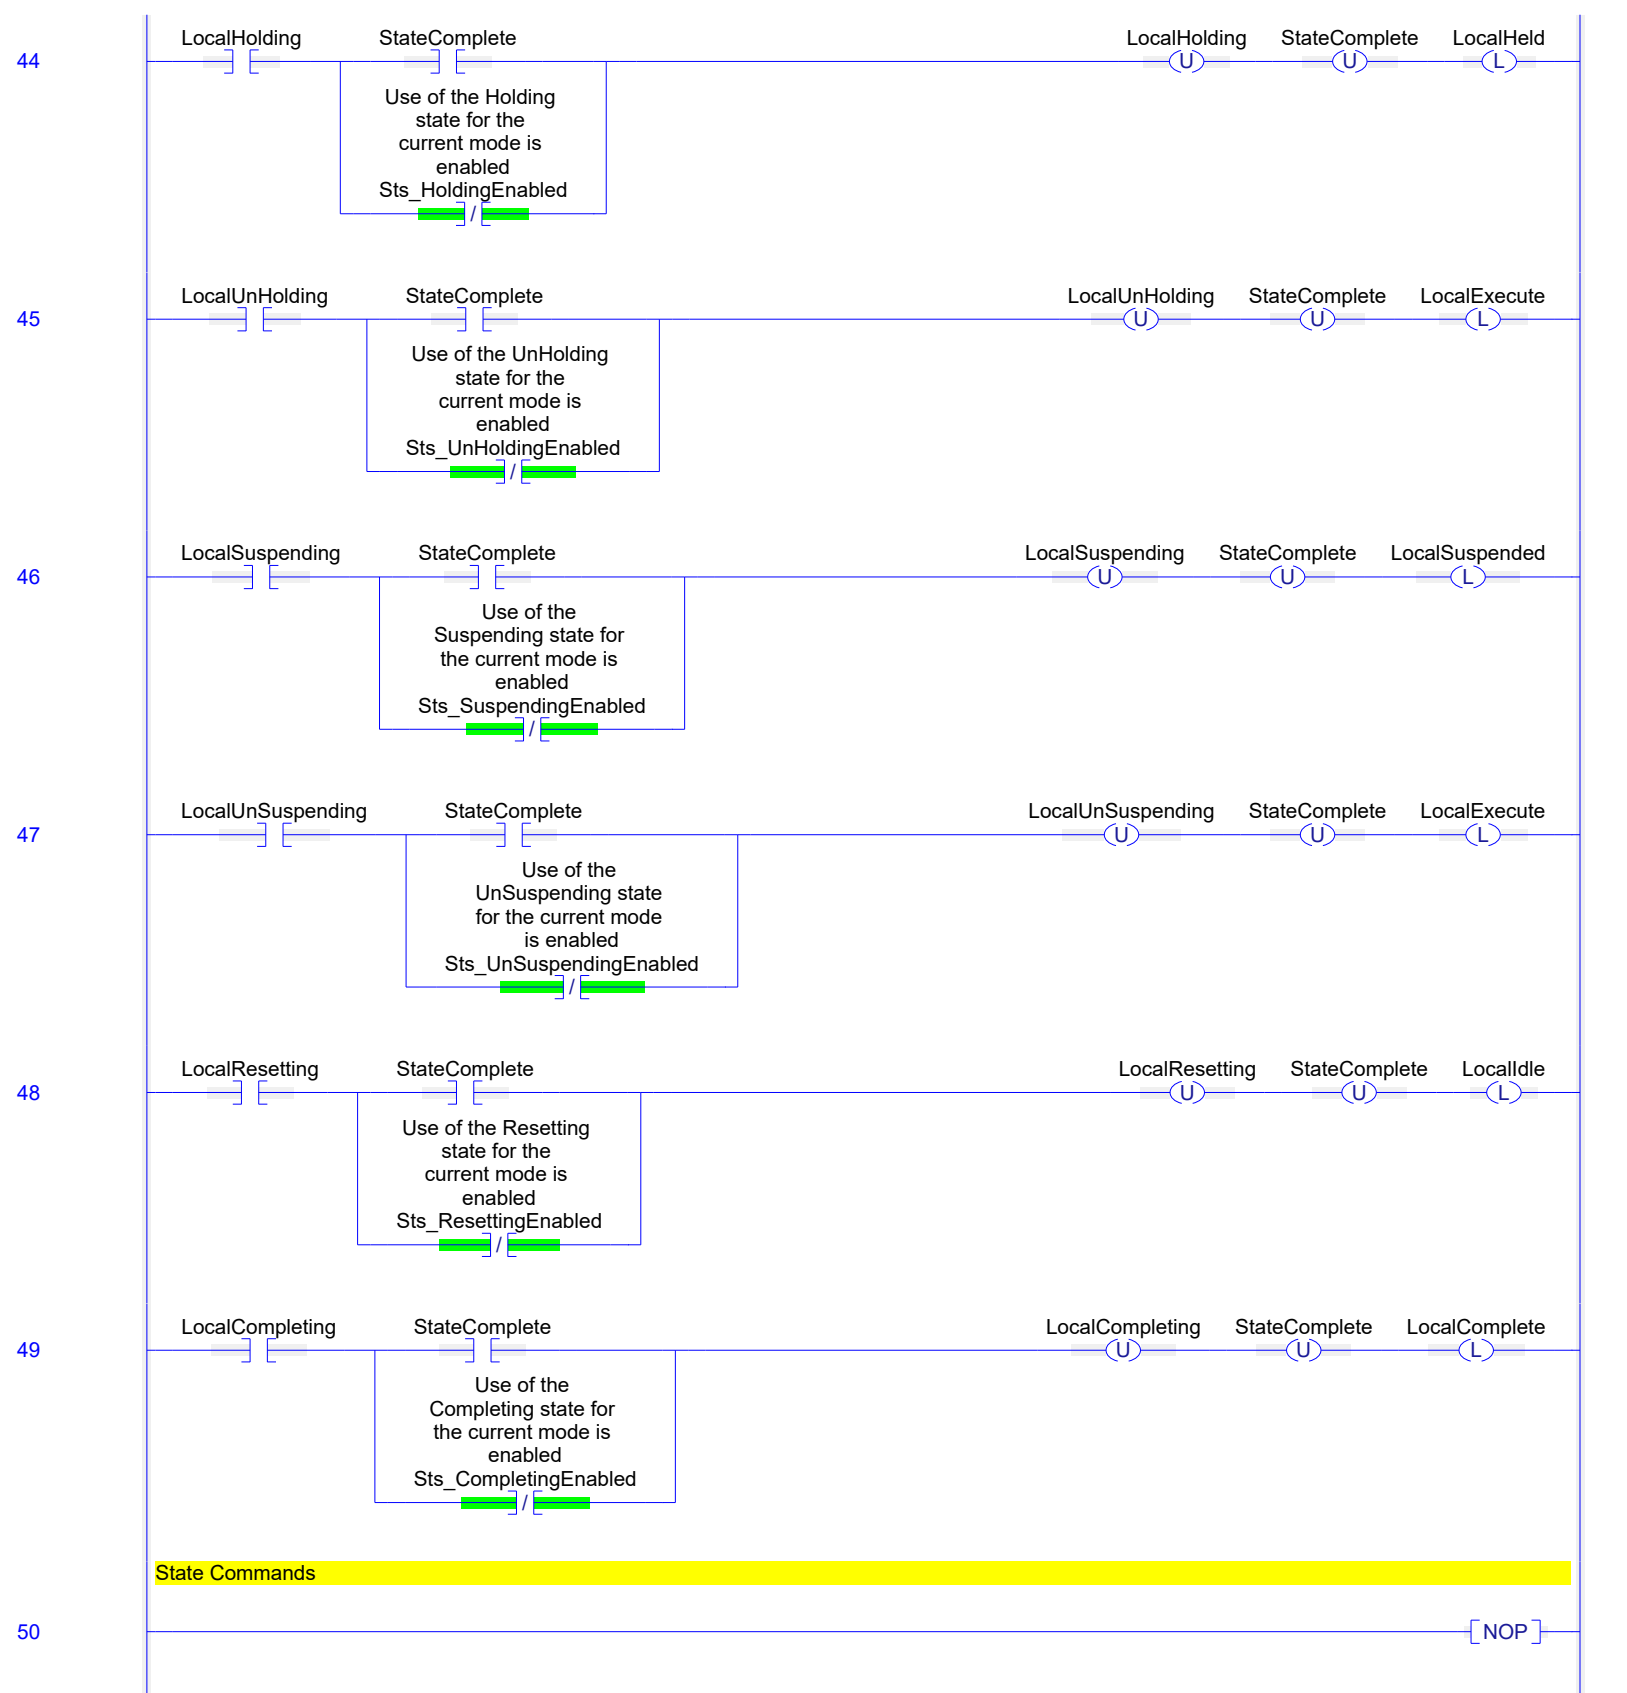 LocalHolding StateComplete LocalHolding StateComplete LocalHeld
44 U U L
Use of the Holding
state for the
current mode is
enabled
Sts_HoldingEnabled
/
LocalUnHolding StateComplete LocalUnHolding StateComplete LocalExecute
45 U U L
Use of the UnHolding
state for the
current mode is
enabled
Sts_UnHoldingEnabled
/
LocalSuspending StateComplete LocalSuspending StateComplete LocalSuspended
46 U U L
Use of the
Suspending state for
the current mode is
enabled
Sts_SuspendingEnabled
/
LocalUnSuspending StateComplete LocalUnSuspending StateComplete LocalExecute
47 U U L
Use of the
UnSuspending state
for the current mode
is enabled
Sts_UnSuspendingEnabled
/
LocalResetting StateComplete LocalResetting StateComplete LocalIdle
48 U U L
Use of the Resetting
state for the
current mode is
enabled
Sts_ResettingEnabled
/
LocalCompleting StateComplete LocalCompleting StateComplete LocalComplete
49 U U L
Use of the
Completing state for
the current mode is
enabled
Sts_CompletingEnabled
/
State Commands
50 NOP